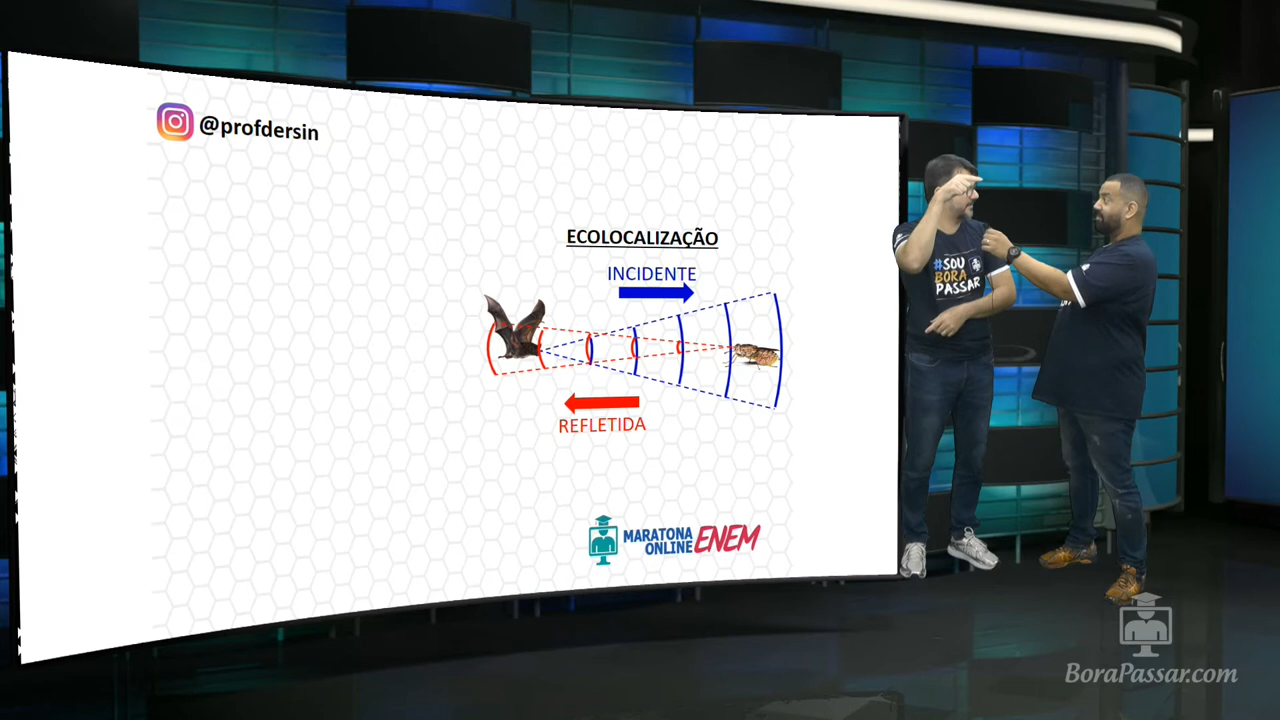 @profdersin
ECOLOCALIZAÇÃO
INCIDENTE
REFLETIDA
MARATONA
ONLINE
ENEM
#SOU
BORA
PASSAR
BoraPassar.com